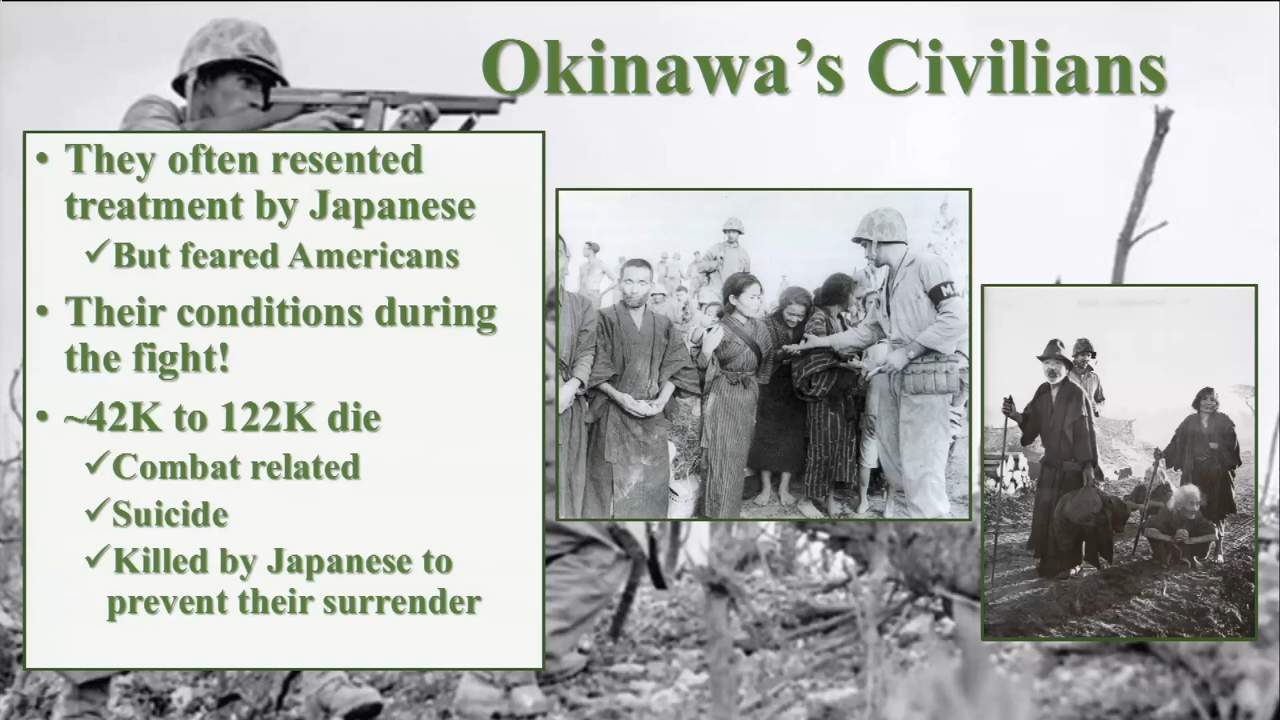 Okinawa’s Civilians
• They often resented
treatment by Japanese
✓But feared Americans
• Their conditions during
the fight!
• ~42K to 122K die
✓Combat related
✓Suicide
✓Killed by Japanese to
prevent their surrender